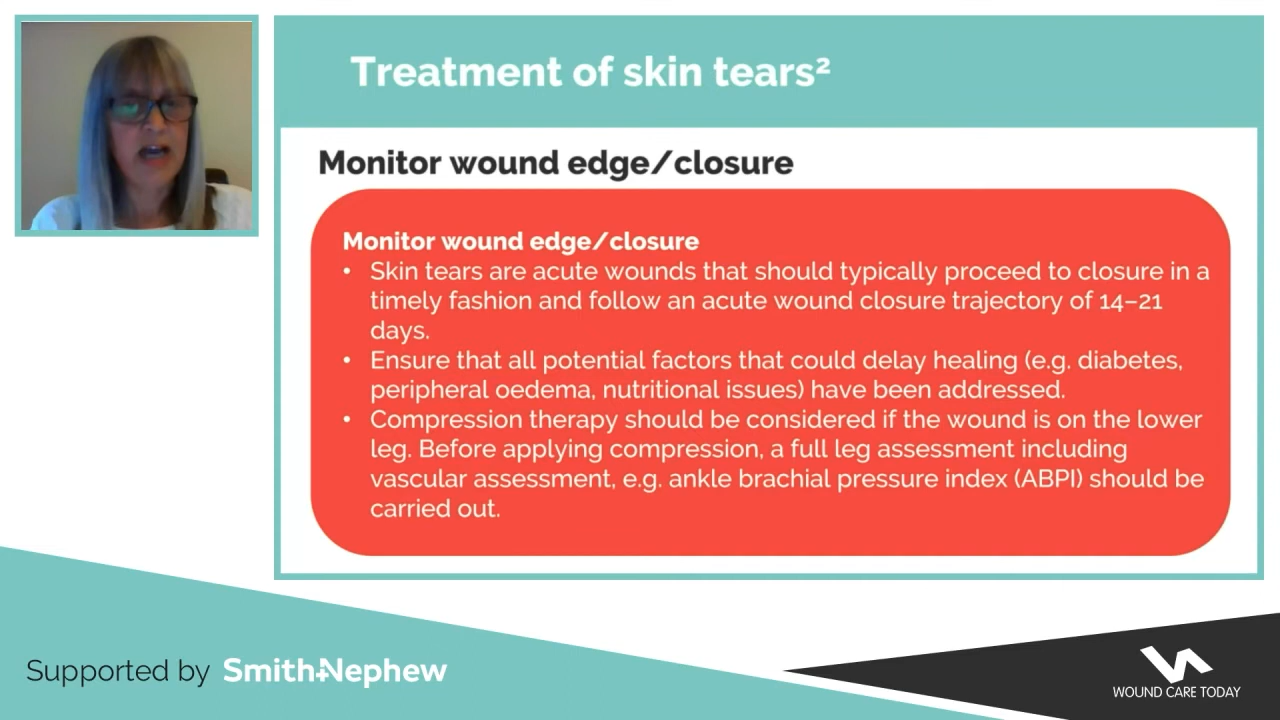 Treatment of skin tears²
Monitor wound edge/closure
Monitor wound edge/closure
• Skin tears are acute wounds that should typically proceed to closure in a
timely fashion and follow an acute wound closure trajectory of 14–21
days.
• Ensure that all potential factors that could delay healing (e.g. diabetes,
peripheral oedema, nutritional issues) have been addressed.
• Compression therapy should be considered if the wound is on the lower
leg. Before applying compression, a full leg assessment including
vascular assessment, e.g. ankle brachial pressure index (ABPI) should be
carried out.
Supported by Smith+Nephew
WOUND CARE TODAY